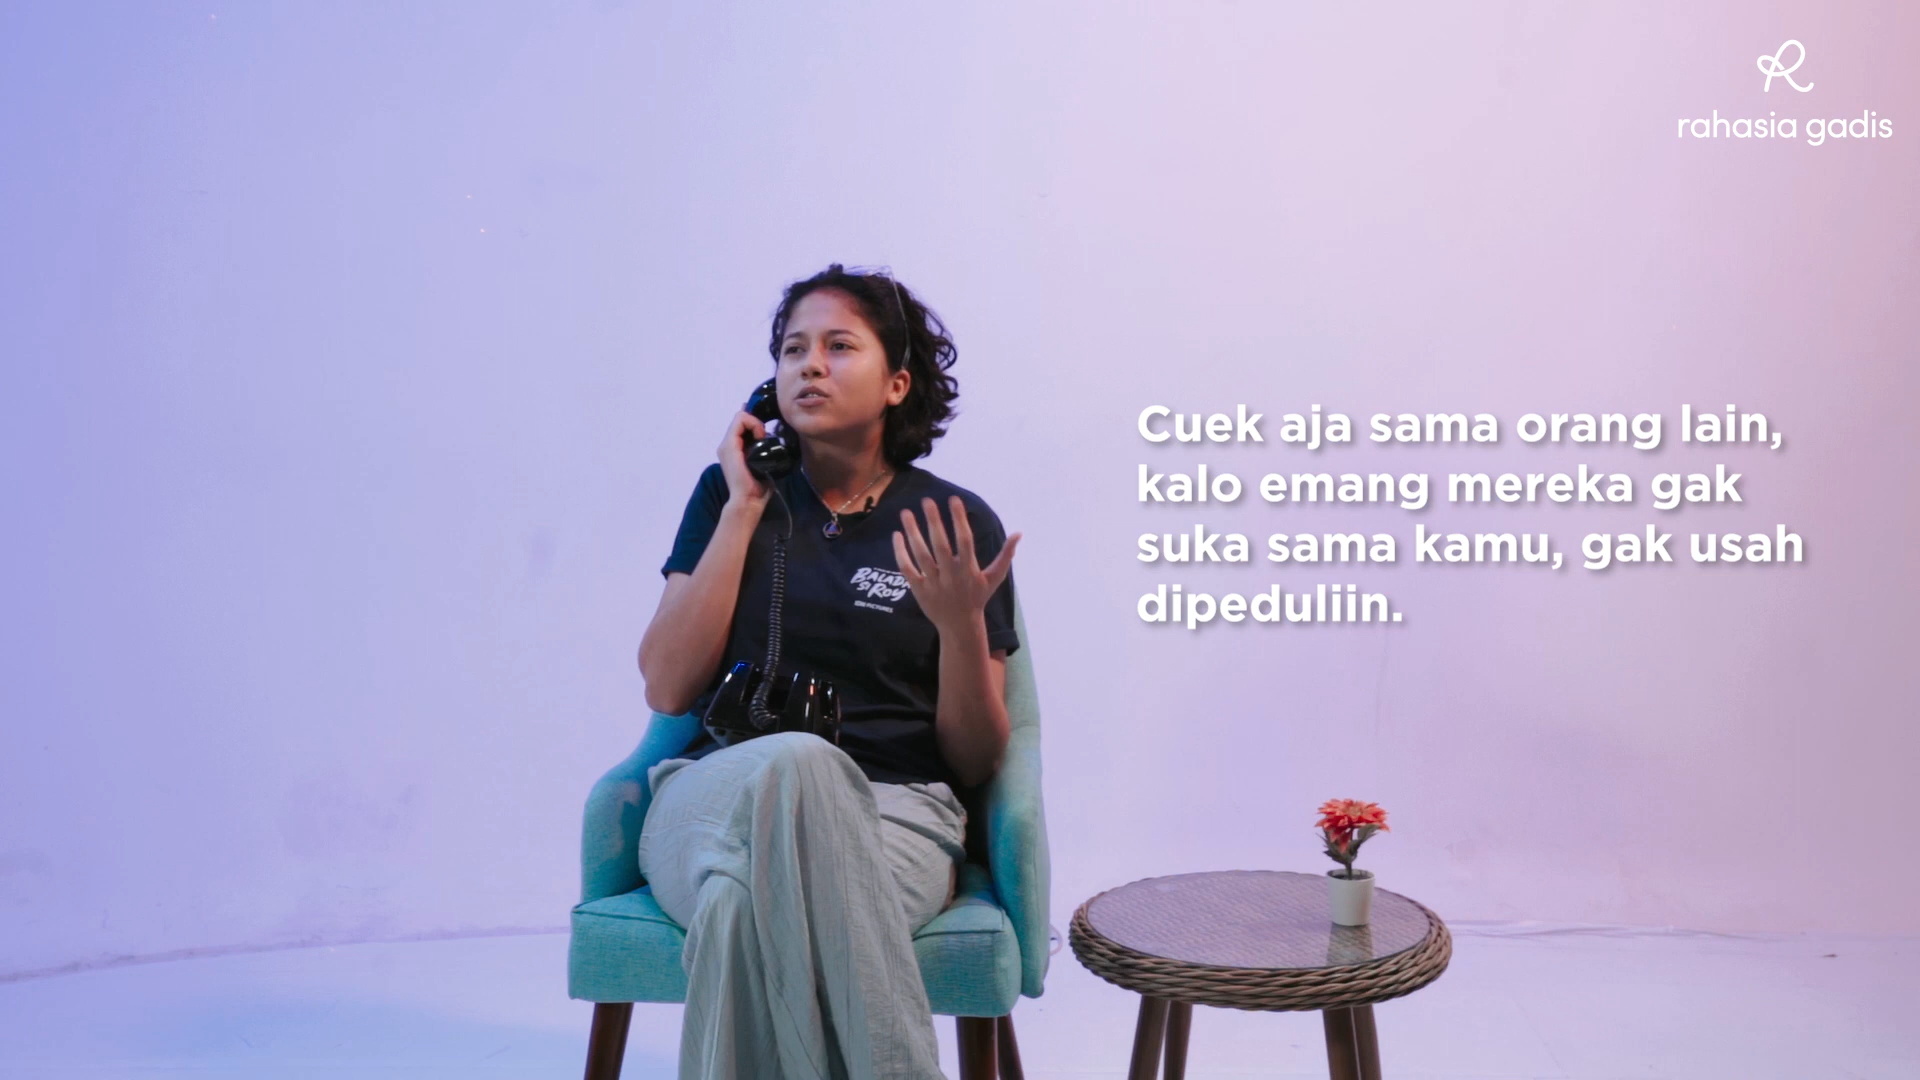 rahasia gadis
Cuek aja sama orang lain,
kalo emang mereka gak
suka sama kamu, gak usah
dipeduliin.
BALADA
SI ROY
PICTURES